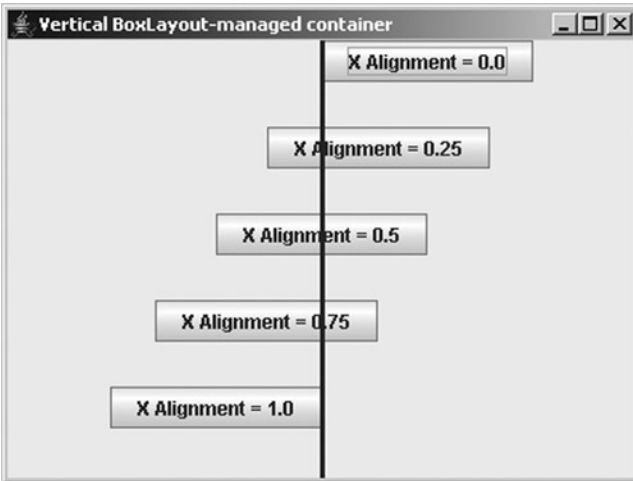 Vertical BoxLayout-managed container
X Alignment = 0.0
X Alignment = 0.25
X Alignment = 0.5
X Alignment = 0.75
X Alignment = 1.0